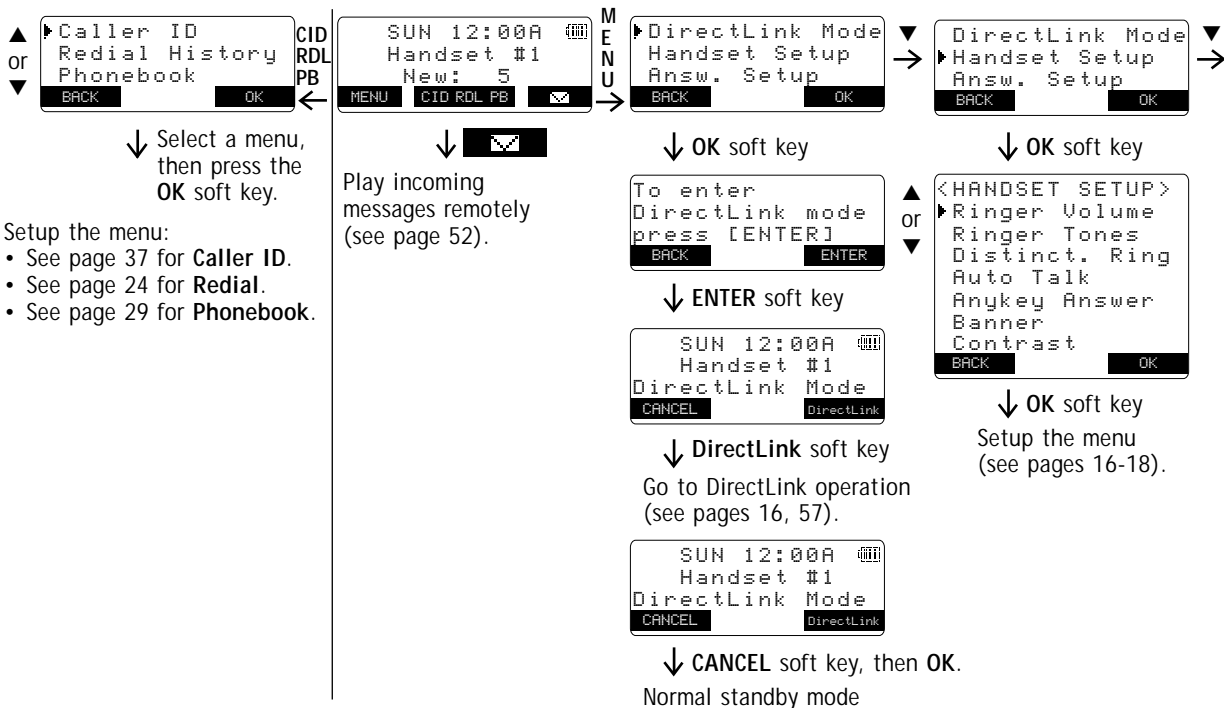 ▲
or
▼
Caller ID
Redial History
Phonebook
BACK OK
CID
RDL
PB
←
↓ Select a menu,
then press the
OK soft key.
Setup the menu:
• See page 37 for Caller ID.
• See page 24 for Redial.
• See page 29 for Phonebook.
SUN 12:00A
Handset #1
New: 5
MENU CID RDL PB
↓
Play incoming
messages remotely
(see page 52).
M
E
N
U
→
DirectLink Mode
Handset Setup
Answ. Setup
BACK OK
↓ OK soft key
To enter
DirectLink mode
press [ENTER]
BACK ENTER
↓ ENTER soft key
SUN 12:00A
Handset #1
DirectLink Mode
CANCEL DirectLink
↓ DirectLink soft key
Go to DirectLink operation
(see pages 16, 57).
SUN 12:00A
Handset #1
DirectLink Mode
CANCEL DirectLink
↓ CANCEL soft key, then OK.
Normal standby mode
▼
→
DirectLink Mode
Handset Setup
Answ. Setup
BACK OK
▼
→
↓ OK soft key
▲
or
▼
<HANDSET SETUP>
Ringer Volume
Ringer Tones
Distinct. Ring
Auto Talk
Anykey Answer
Banner
Contrast
BACK OK
↓ OK soft key
Setup the menu
(see pages 16-18).